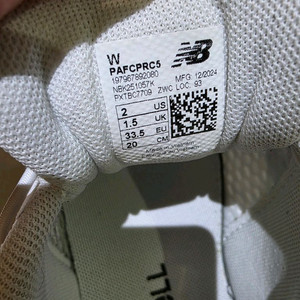 W
PAFCPRC5
197967892080
NBK251057K MFG. 12/2024
PXTBC7709 ZWC LOC. 93
2 US
1.5 UK
33.5 EU
20 CM